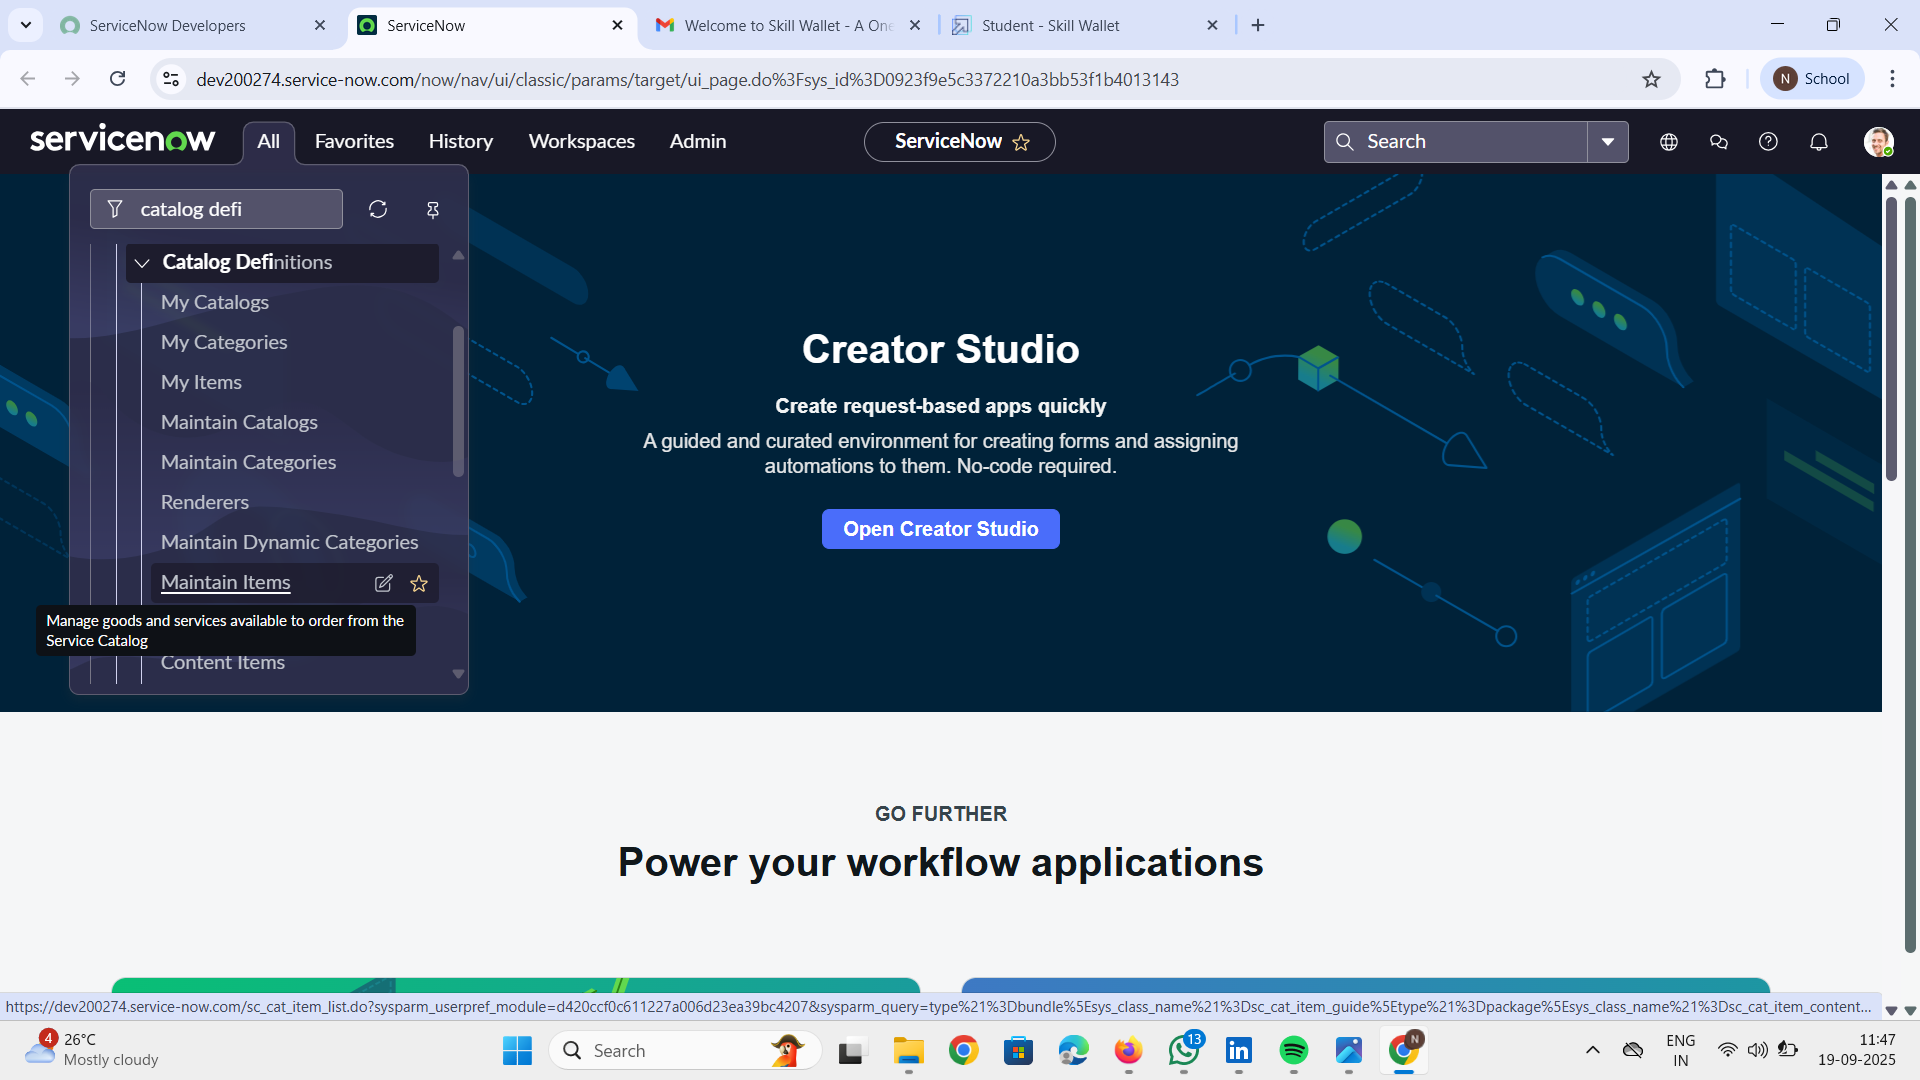 ServiceNow Developers
ServiceNow
Welcome to Skill Wallet - A One
Student - Skill Wallet
dev200274.service-now.com/now/nav/ui/classic/params/target/ui_page.do%3Fsys_id%3D0923f9e5c3372210a3bb53f1b4013143
N School
servicenow
All
Favorites
History
Workspaces
Admin
ServiceNow
Search
catalog defi
Catalog Definitions
My Catalogs
My Categories
My Items
Maintain Catalogs
Maintain Categories
Renderers
Maintain Dynamic Categories
Maintain Items
Manage goods and services available to order from the
Service Catalog
Content Items
Creator Studio
Create request-based apps quickly
A guided and curated environment for creating forms and assigning
automations to them. No-code required.
Open Creator Studio
GO FURTHER
Power your workflow applications
https://dev200274.service-now.com/sc_cat_item_list.do?sysparm_userpref_module=d420ccf0c611227a006d23ea39bc4207&sysparm_query=type%21%3Dbundle%5Esys_class_name%21%3Dsc_cat_item_guide%5Etype%21%3Dpackage%5Esys_class_name%21%3Dsc_cat_item_content...
4
26°C
Mostly cloudy
Search
13
N
ENG
IN
11:47
19-09-2025